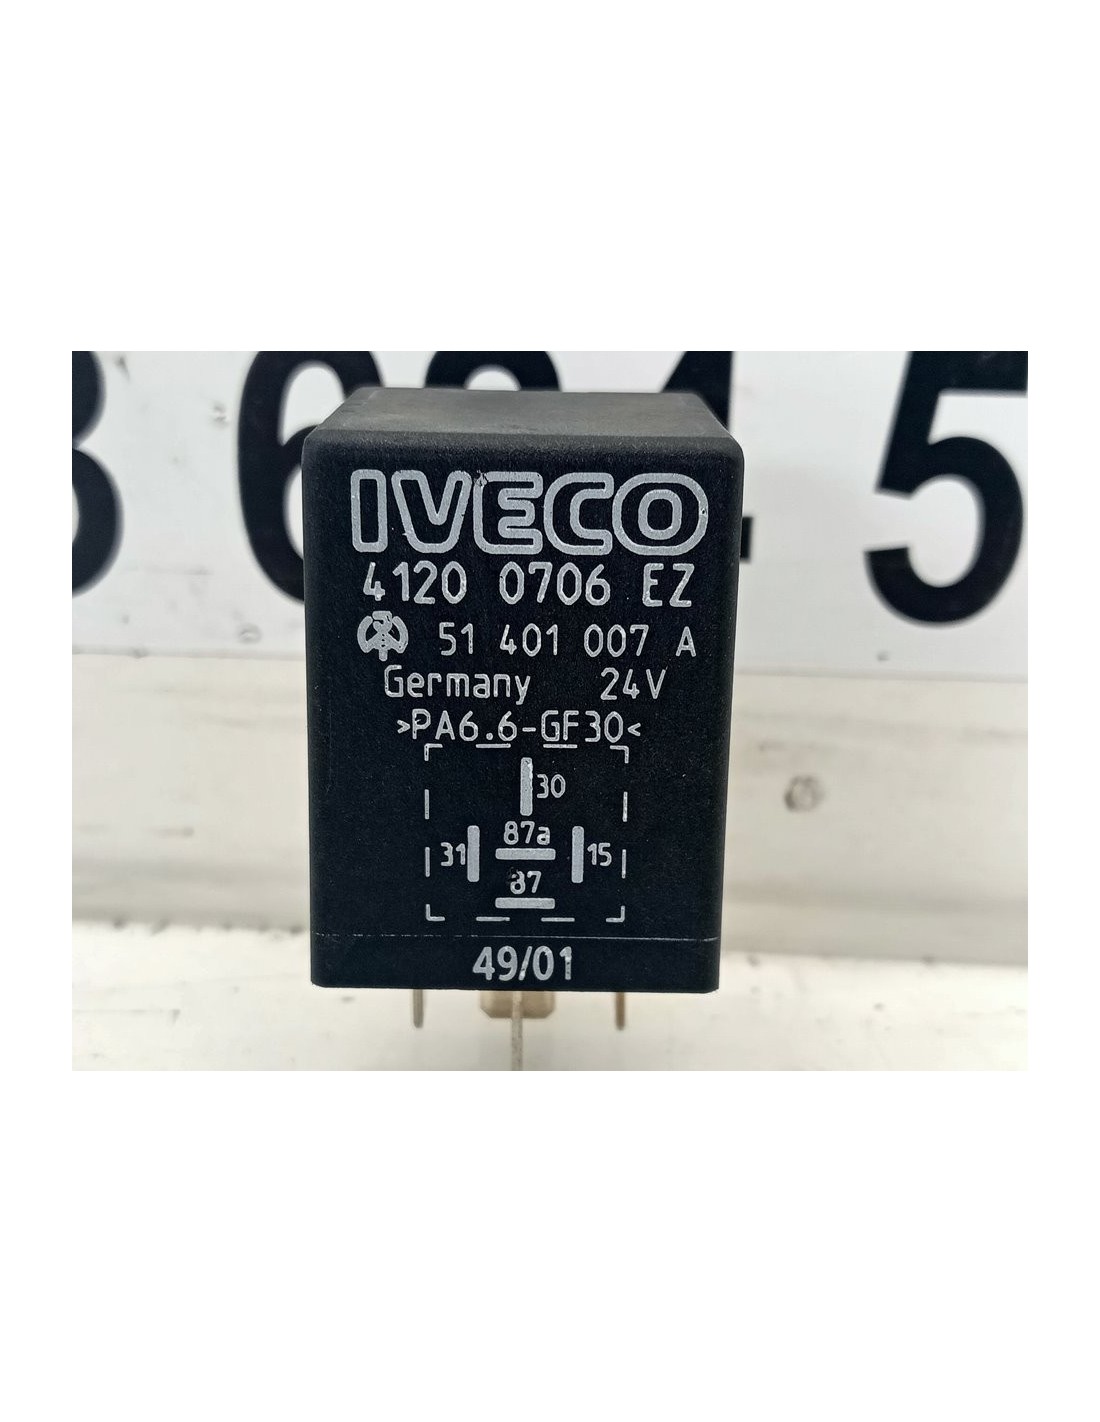 IVECO
4120 0706 EZ
51 401 007 A
Germany 24V
>PA6.6-GF30<
30
87a
31 15
87
49/01
5